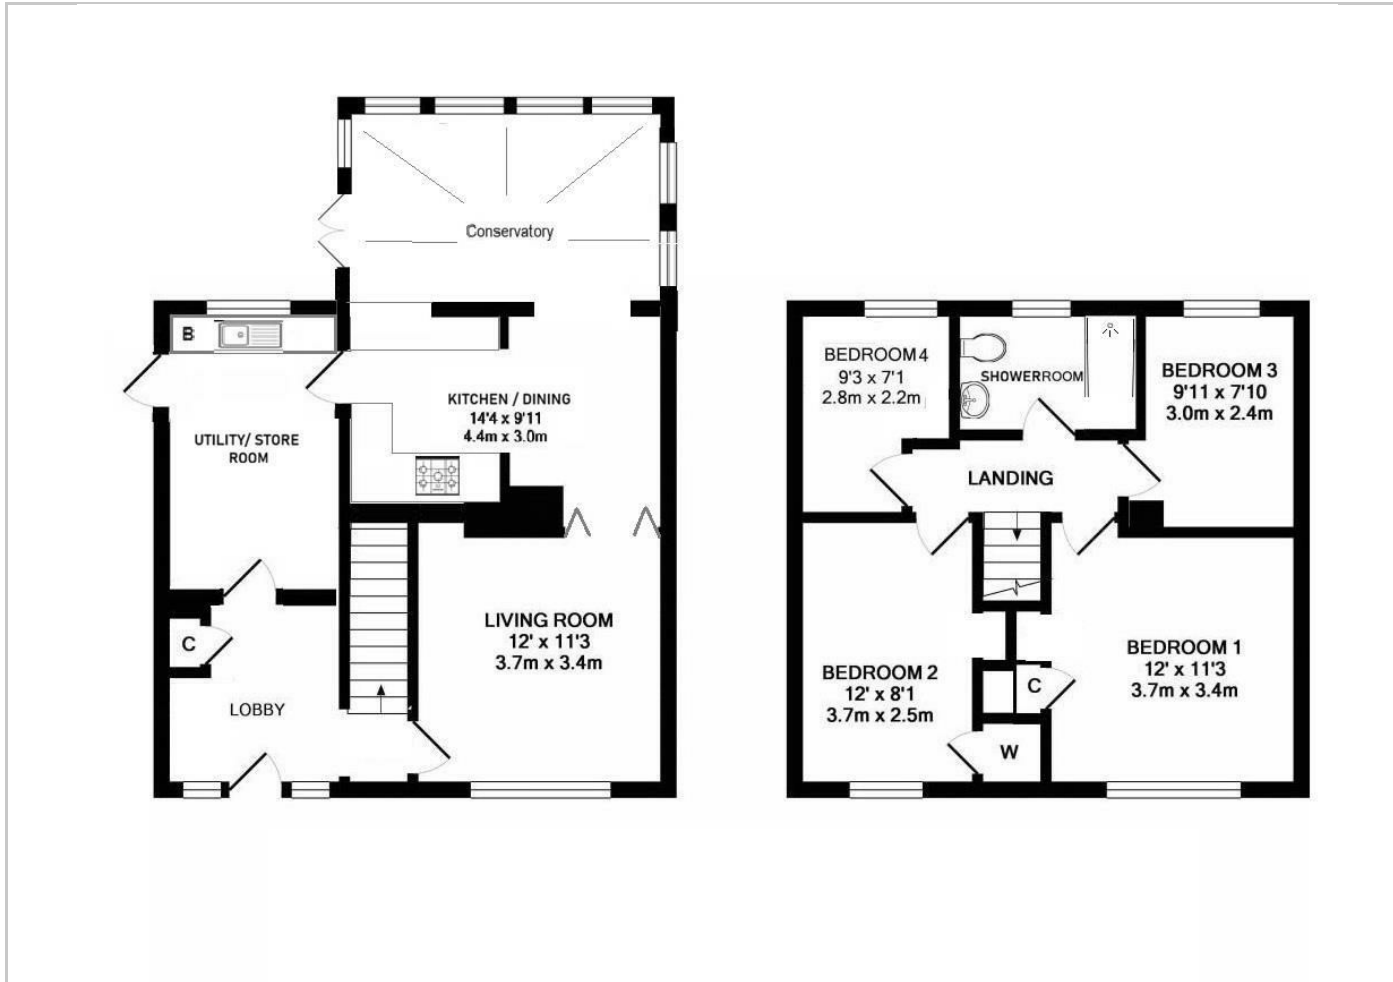 Conservatory
B
KITCHEN / DINING
14'4 x 9'11
4.4m x 3.0m
UTILITY/ STORE
ROOM
LIVING ROOM
12' x 11'3
3.7m x 3.4m
C
LOBBY
BEDROOM 4
9'3 x 7'1
2.8m x 2.2m
SHOWERROOM
BEDROOM 3
9'11 x 7'10
3.0m x 2.4m
LANDING
BEDROOM 2
12' x 8'1
3.7m x 2.5m
BEDROOM 1
12' x 11'3
3.7m x 3.4m
C
W